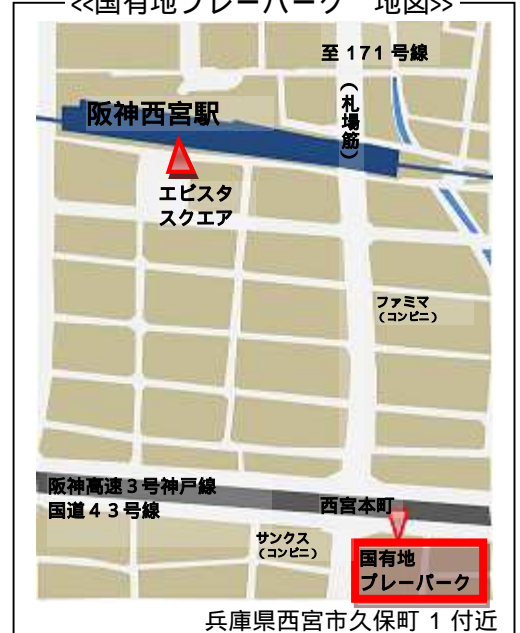 ≪国有地プレーパーク　地図≫
至 171 号線
（札場筋）
阪神西宮駅
エビスタ
スクエア
ファミマ
（コンビニ）
阪神高速３号神戸線
国道４３号線
西宮本町
サンクス
（コンビニ）
国有地
プレーパーク
兵庫県西宮市久保町 1 付近